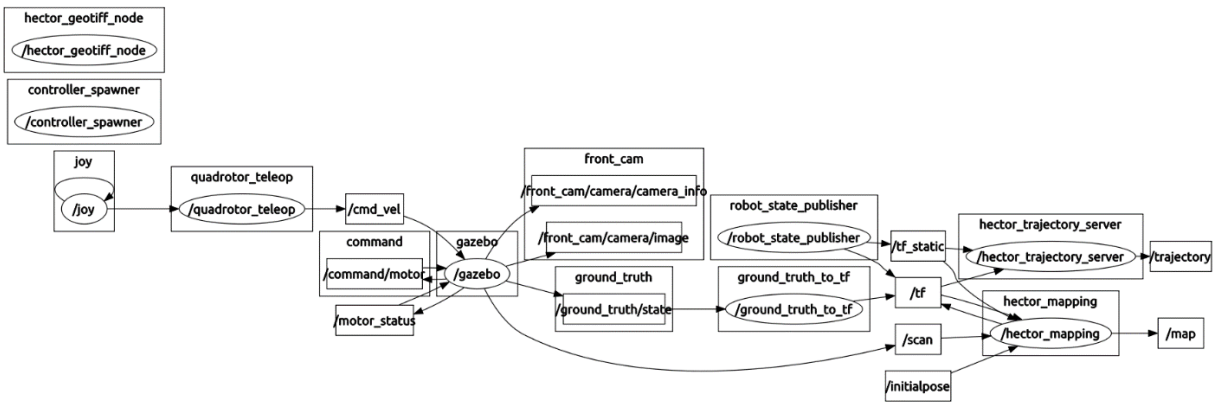 hector_geotiff_node
/hector_geotiff_node
controller_spawner
/controller_spawner
joy
/joy
quadrotor_teleop
/quadrotor_teleop
/cmd_vel
command
/command/motor
/motor_status
gazebo
/gazebo
front_cam
/front_cam/camera/camera_info
/front_cam/camera/image
ground_truth
/ground_truth/state
robot_state_publisher
/robot_state_publisher
ground_truth_to_tf
/ground_truth_to_tf
/tf_static
/tf
/scan
/initialpose
hector_trajectory_server
/hector_trajectory_server
/trajectory
hector_mapping
/hector_mapping
/map